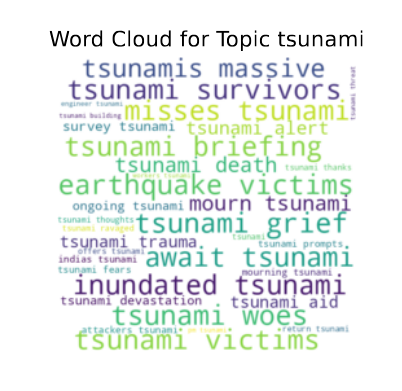 Word Cloud for Topic tsunami
tsunamis massive
tsunami threat
tsunami survivors
engineer tsunami
misses tsunami
tsunami building
survey tsunami
tsunami alert
tsunami briefing
tsunami death
tsunami thanks
earthquake victims
ongoing tsunami
mourn tsunami
tsunami thoughts
tsunami grief
tsunami ravaged
tsunami
tsunami trauma
tsunami prompts
offers tsunami
await tsunami
indias tsunami
tsunami fears
mourning tsunami
inundated tsunami
tsunami devastation
tsunami aid
tsunami woes
attackers tsunami
return tsunami
tsunami victims